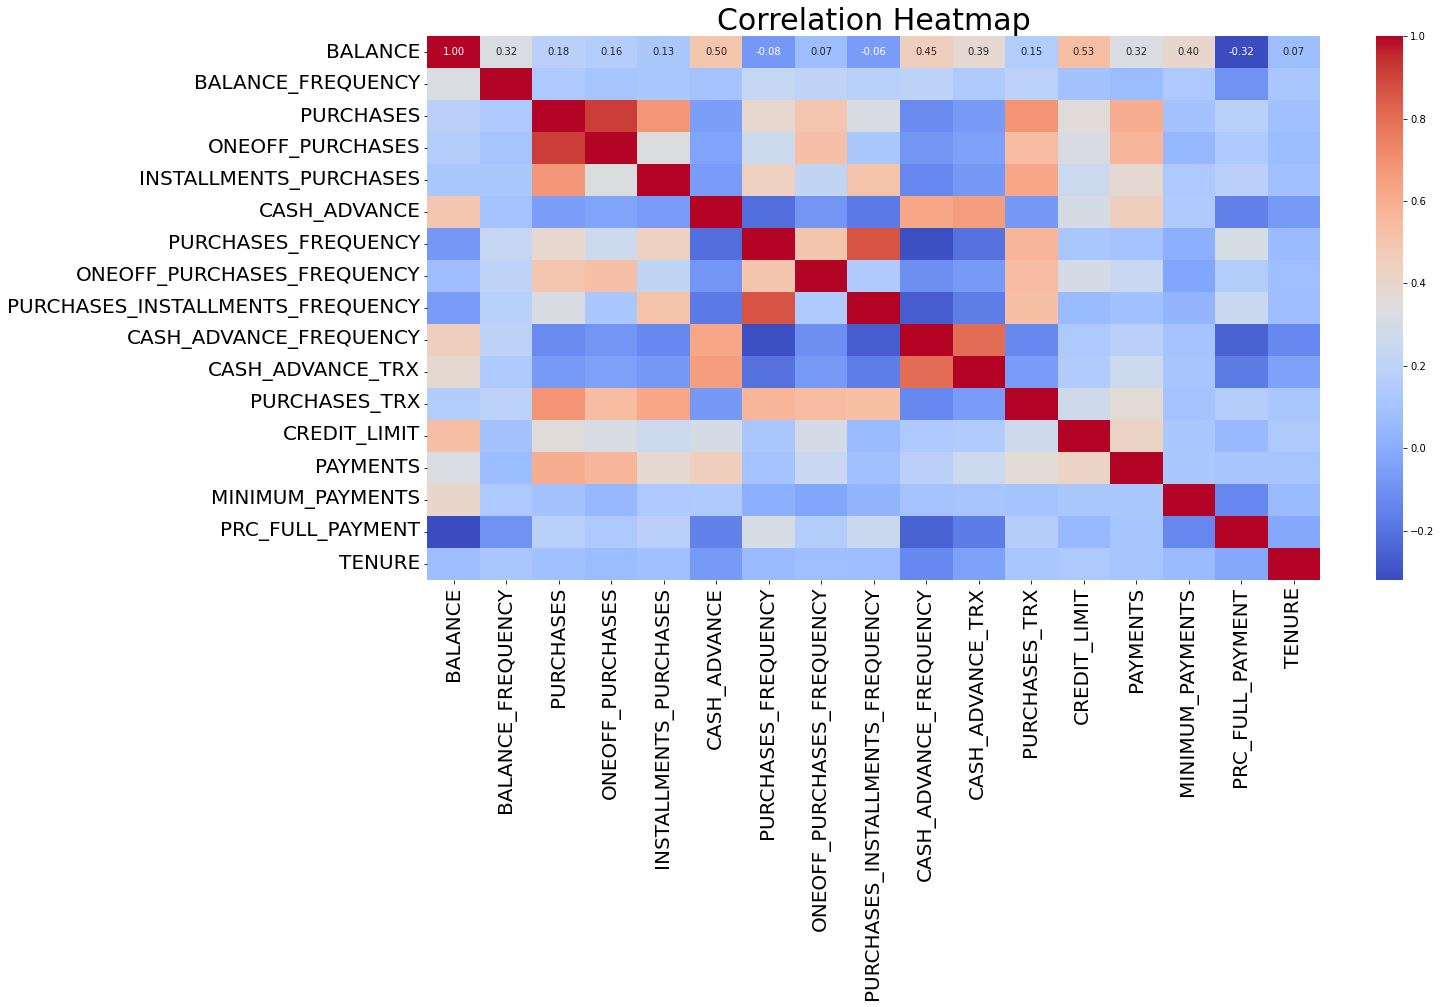 Correlation Heatmap
BALANCE
1.00 0.32 0.18 0.16 0.13 0.50 -0.08 0.07 -0.06 0.45 0.39 0.15 0.53 0.32 0.40 -0.32 0.07
BALANCE_FREQUENCY
PURCHASES
ONEOFF_PURCHASES
INSTALLMENTS_PURCHASES
CASH_ADVANCE
PURCHASES_FREQUENCY
ONEOFF_PURCHASES_FREQUENCY
PURCHASES_INSTALLMENTS_FREQUENCY
CASH_ADVANCE_FREQUENCY
CASH_ADVANCE_TRX
PURCHASES_TRX
CREDIT_LIMIT
PAYMENTS
MINIMUM_PAYMENTS
PRC_FULL_PAYMENT
TENURE
BALANCE
BALANCE_FREQUENCY
PURCHASES
ONEOFF_PURCHASES
INSTALLMENTS_PURCHASES
CASH_ADVANCE
PURCHASES_FREQUENCY
ONEOFF_PURCHASES_FREQUENCY
PURCHASES_INSTALLMENTS_FREQUENCY
CASH_ADVANCE_FREQUENCY
CASH_ADVANCE_TRX
PURCHASES_TRX
CREDIT_LIMIT
PAYMENTS
MINIMUM_PAYMENTS
PRC_FULL_PAYMENT
TENURE
1.0
0.8
0.6
0.4
0.2
0.0
−0.2